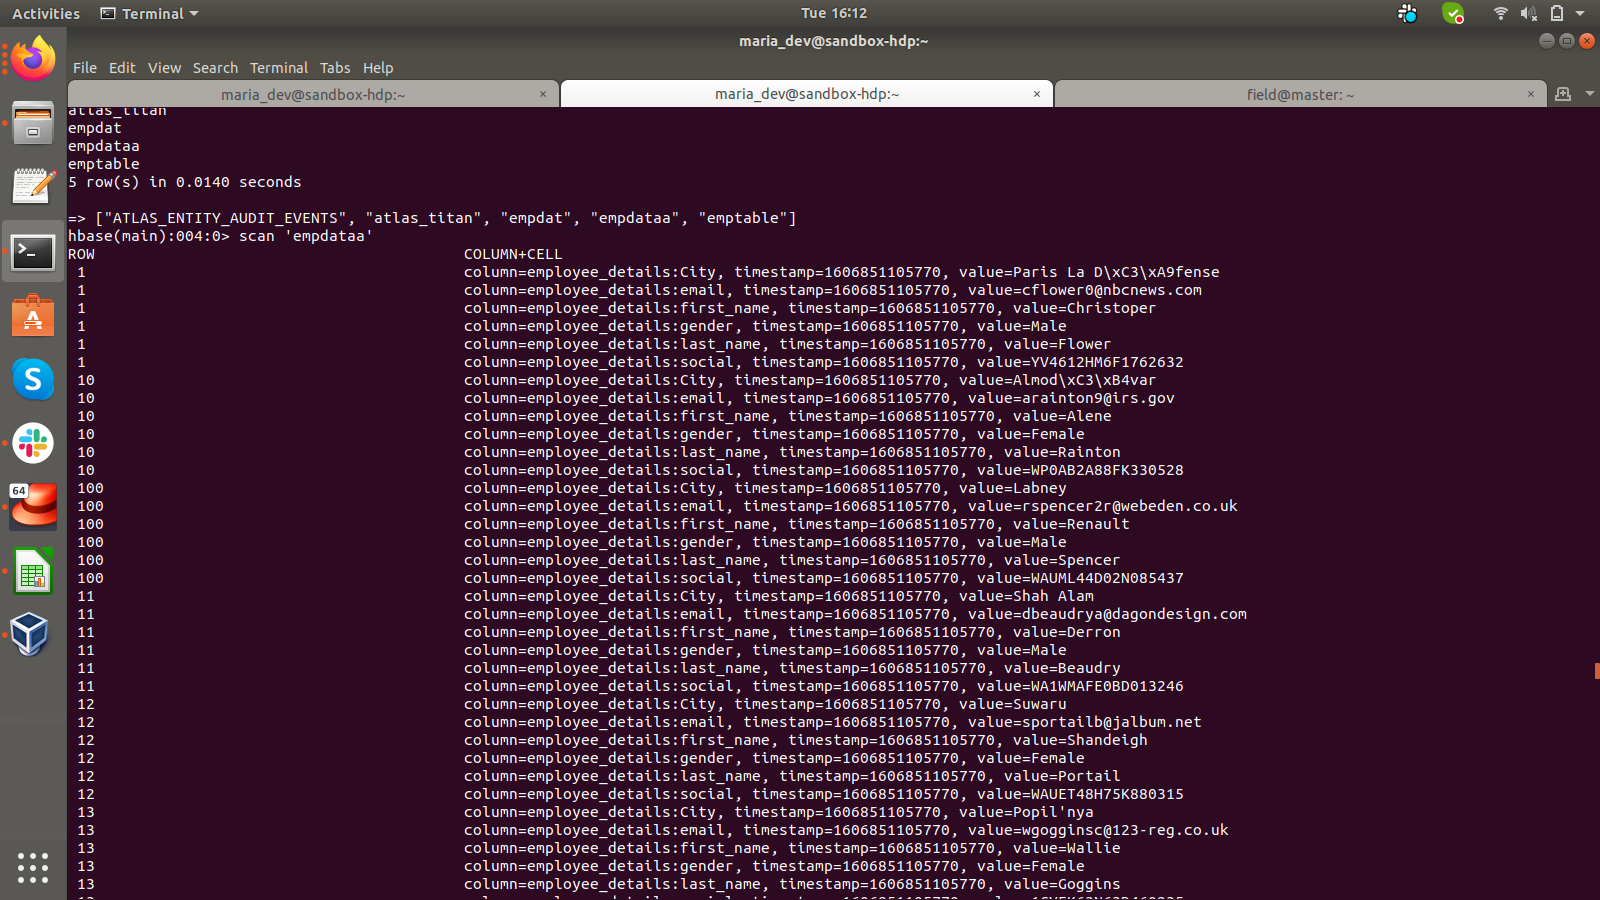 Activities Terminal Tue 16:12
maria_dev@sandbox-hdp:~
File Edit View Search Terminal Tabs Help
maria_dev@sandbox-hdp:~ × maria_dev@sandbox-hdp:~ × field@master: ~ ×
atlas_titan
empdat
empdataa
emptable
5 row(s) in 0.0140 seconds
=> ["ATLAS_ENTITY_AUDIT_EVENTS", "atlas_titan", "empdat", "empdataa", "emptable"]
hbase(main):004:0> scan 'empdataa'
ROW COLUMN+CELL
1 column=employee_details:City, timestamp=1606851105770, value=Paris La D\xC3\xA9fense
1 column=employee_details:email, timestamp=1606851105770, value=cflower0@nbcnews.com
1 column=employee_details:first_name, timestamp=1606851105770, value=Christoper
1 column=employee_details:gender, timestamp=1606851105770, value=Male
1 column=employee_details:last_name, timestamp=1606851105770, value=Flower
1 column=employee_details:social, timestamp=1606851105770, value=YV4612HM6F1762632
10 column=employee_details:City, timestamp=1606851105770, value=Almod\xC3\xB4var
10 column=employee_details:email, timestamp=1606851105770, value=arainton9@irs.gov
10 column=employee_details:first_name, timestamp=1606851105770, value=Alene
10 column=employee_details:gender, timestamp=1606851105770, value=Female
10 column=employee_details:last_name, timestamp=1606851105770, value=Rainton
10 column=employee_details:social, timestamp=1606851105770, value=WP0AB2A88FK330528
100 column=employee_details:City, timestamp=1606851105770, value=Labney
100 column=employee_details:email, timestamp=1606851105770, value=rspencer2r@webeden.co.uk
100 column=employee_details:first_name, timestamp=1606851105770, value=Renault
100 column=employee_details:gender, timestamp=1606851105770, value=Male
100 column=employee_details:last_name, timestamp=1606851105770, value=Spencer
100 column=employee_details:social, timestamp=1606851105770, value=WAUML44D02N085437
11 column=employee_details:City, timestamp=1606851105770, value=Shah Alam
11 column=employee_details:email, timestamp=1606851105770, value=dbeaudrya@dagondesign.com
11 column=employee_details:first_name, timestamp=1606851105770, value=Derron
11 column=employee_details:gender, timestamp=1606851105770, value=Male
11 column=employee_details:last_name, timestamp=1606851105770, value=Beaudry
11 column=employee_details:social, timestamp=1606851105770, value=WA1WMAFE0BD013246
12 column=employee_details:City, timestamp=1606851105770, value=Suwaru
12 column=employee_details:email, timestamp=1606851105770, value=sportailb@jalbum.net
12 column=employee_details:first_name, timestamp=1606851105770, value=Shandeigh
12 column=employee_details:gender, timestamp=1606851105770, value=Female
12 column=employee_details:last_name, timestamp=1606851105770, value=Portail
12 column=employee_details:social, timestamp=1606851105770, value=WAUET48H75K880315
13 column=employee_details:City, timestamp=1606851105770, value=Popil'nya
13 column=employee_details:email, timestamp=1606851105770, value=wgogginsc@123-reg.co.uk
13 column=employee_details:first_name, timestamp=1606851105770, value=Wallie
13 column=employee_details:gender, timestamp=1606851105770, value=Female
13 column=employee_details:last_name, timestamp=1606851105770, value=Goggins
64